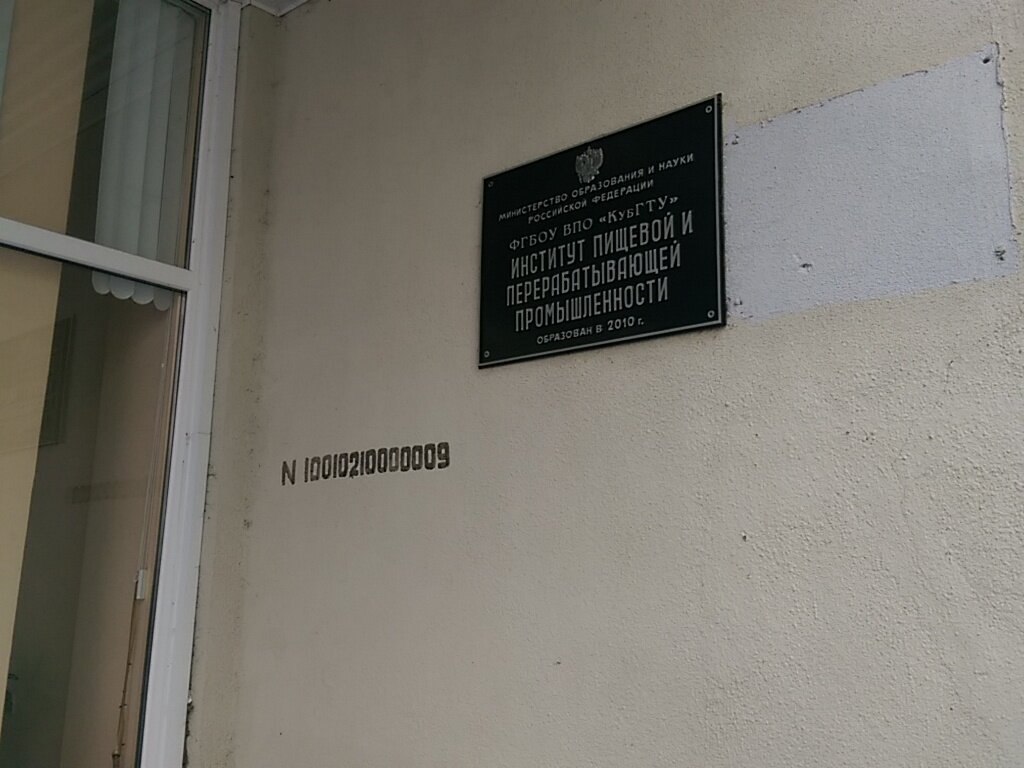 МИНИСТЕРСТВО ОБРАЗОВАНИЯ И НАУКИ
РОССИЙСКОЙ ФЕДЕРАЦИИ
ФГБОУ ВПО «КубГТУ»
ИНСТИТУТ ПИЩЕВОЙ И
ПЕРЕРАБАТЫВАЮЩЕЙ
ПРОМЫШЛЕННОСТИ
ОБРАЗОВАН В 2010 г.
N 10010210000009